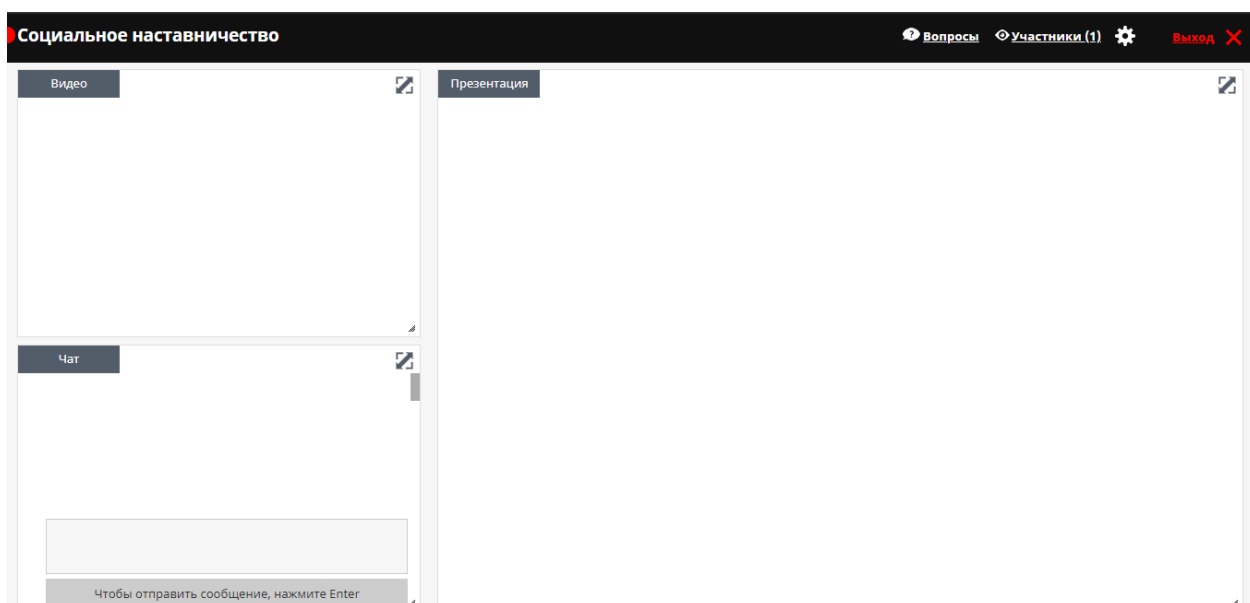 Социальное наставничество
Вопросы
Участники (1)
Выход
Видео
Презентация
Чат
Чтобы отправить сообщение, нажмите Enter